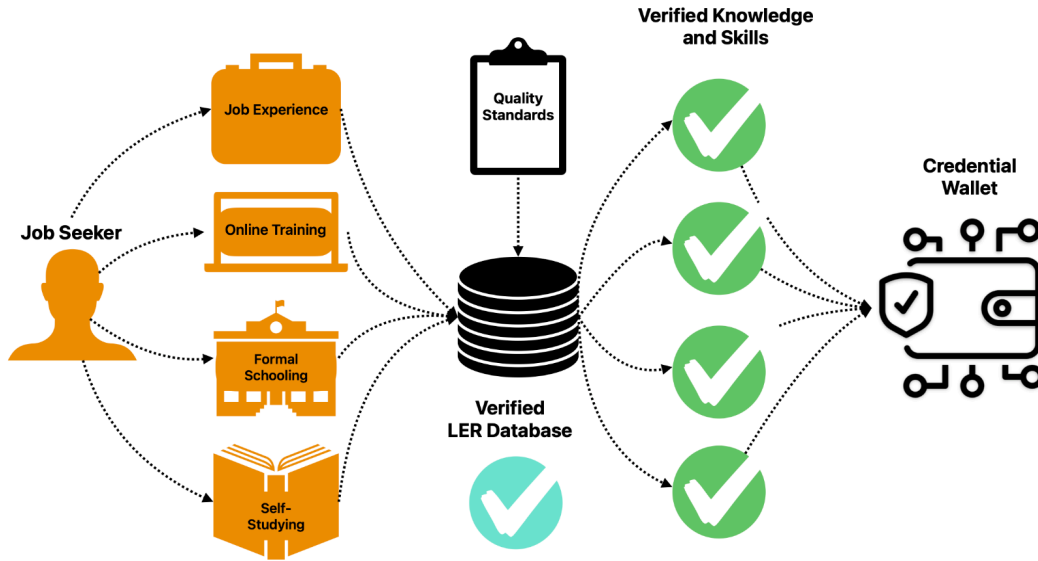 Verified Knowledge
and Skills
Job Experience
Quality
Standards
Credential
Wallet
Job Seeker
Online Training
Formal
Schooling
Verified
LER Database
Self-
Studying